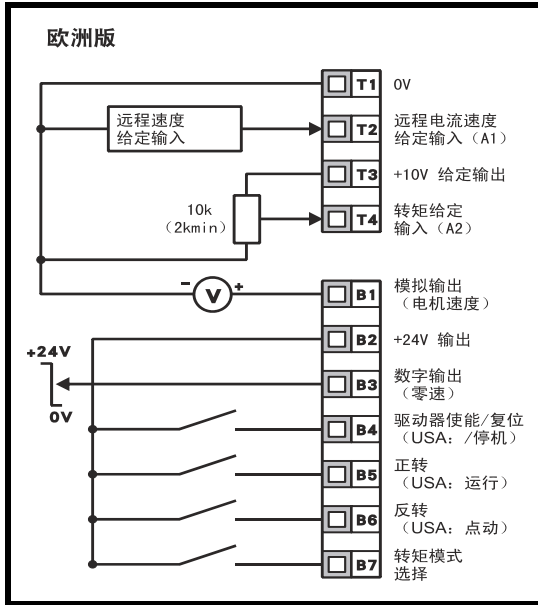 欧洲版
T1
0V
远程速度
给定输入
T2
远程电流速度
给定输入（A1）
T3
+10V 给定输出
10k
（2kmin）
T4
转矩给定
输入（A2）
- V +
B1
模拟输出
（电机速度）
B2
+24V 输出
+24V
0V
B3
数字输出
（零速）
B4
驱动器使能/复位
（USA：/停机）
B5
正转
（USA：运行）
B6
反转
（USA：点动）
B7
转矩模式
选择